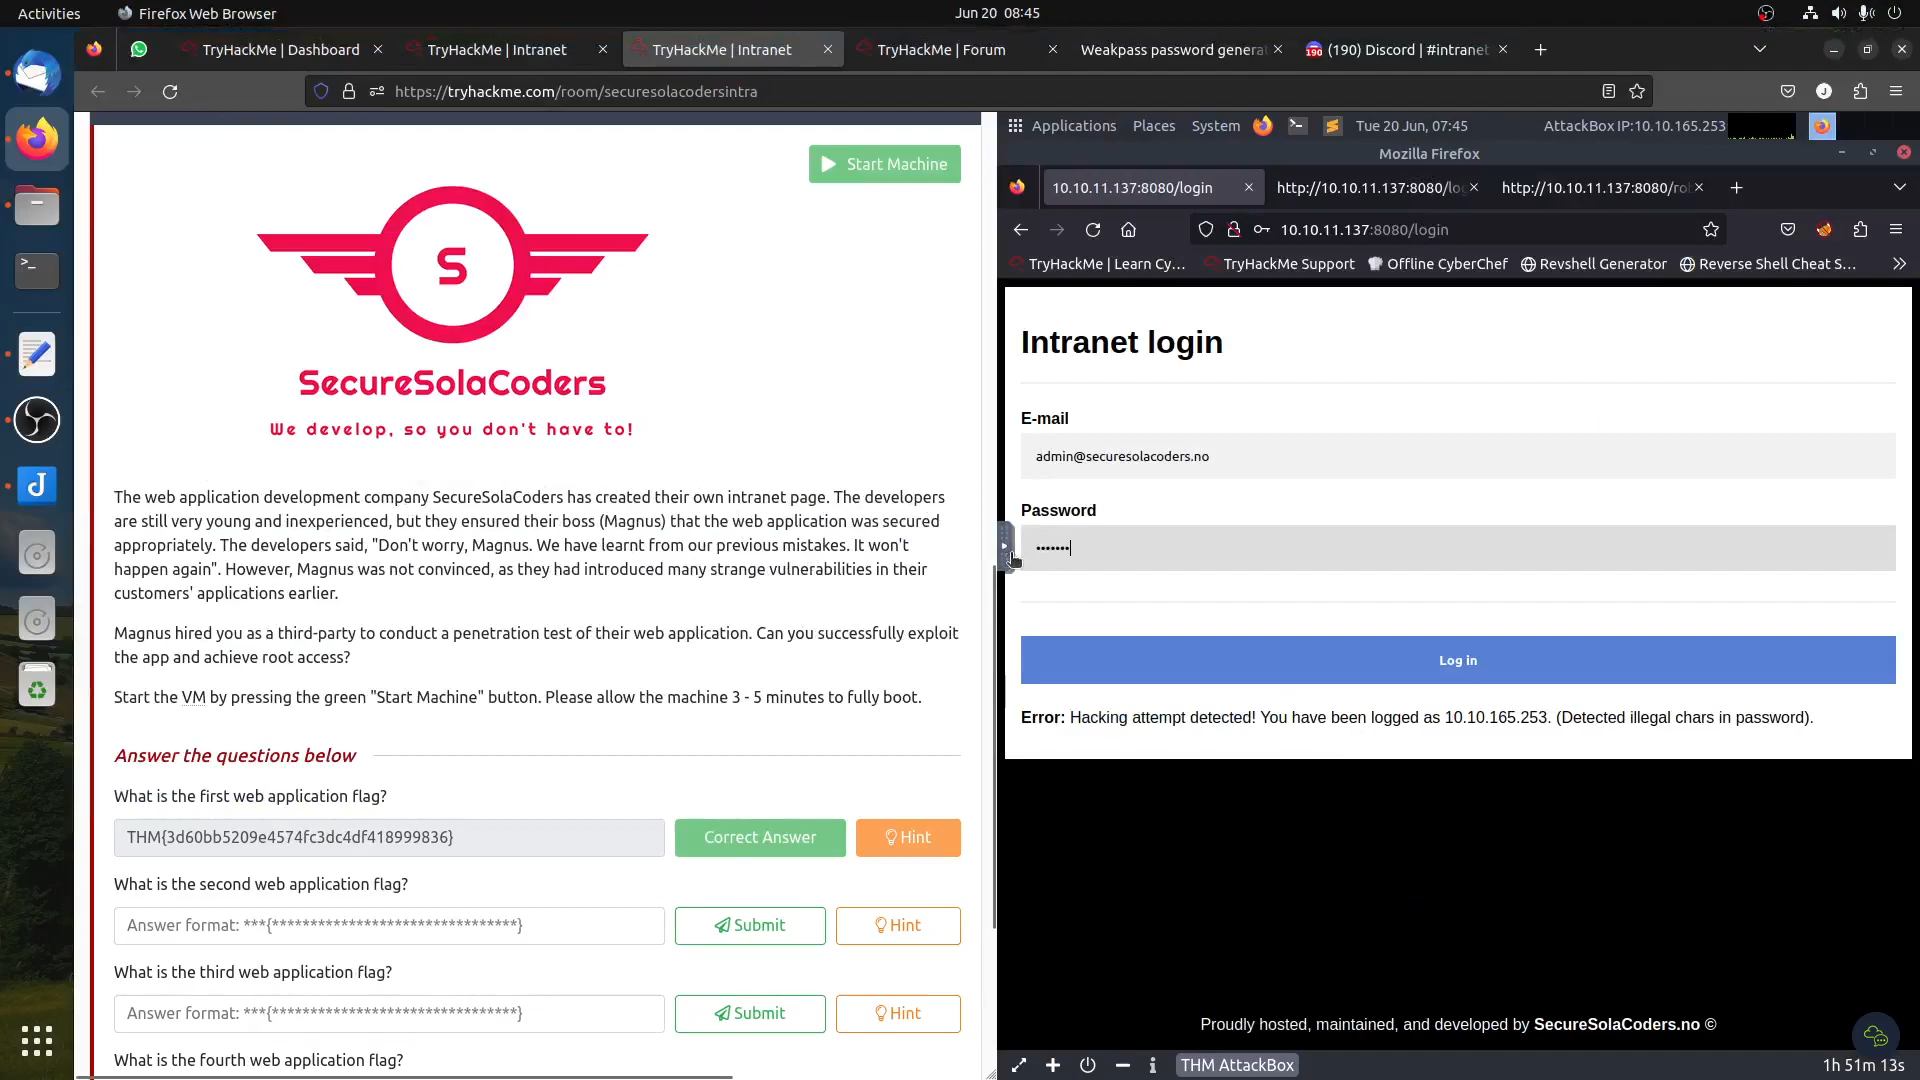 Activities
Firefox Web Browser
Jun 20 08:45
TryHackMe | Dashboard
TryHackMe | Intranet
TryHackMe | Intranet
TryHackMe | Forum
Weakpass password genera
190
(190) Discord | #intranet
https://tryhackme.com/room/securesolacodersintra
J
Start Machine
S
SecureSolaCoders
We develop, so you don't have to!
The web application development company SecureSolaCoders has created their own intranet page. The developers
are still very young and inexperienced, but they ensured their boss (Magnus) that the web application was secured
appropriately. The developers said, "Don't worry, Magnus. We have learnt from our previous mistakes. It won't
happen again". However, Magnus was not convinced, as they had introduced many strange vulnerabilities in their
customers' applications earlier.
Magnus hired you as a third-party to conduct a penetration test of their web application. Can you successfully exploit
the app and achieve root access?
Start the VM by pressing the green "Start Machine" button. Please allow the machine 3 - 5 minutes to fully boot.
Answer the questions below
What is the first web application flag?
THM{3d60bb5209e4574fc3dc4df418999836}
Correct Answer
Hint
What is the second web application flag?
Answer format: ***{********************************}
Submit
Hint
What is the third web application flag?
Answer format: ***{********************************}
Submit
Hint
What is the fourth web application flag?
Applications
Places
System
Tue 20 Jun, 07:45
AttackBox IP:10.10.165.253
Mozilla Firefox
10.10.11.137:8080/login
http://10.10.11.137:8080/lo
http://10.10.11.137:8080/ro
10.10.11.137:8080/login
TryHackMe | Learn Cy...
TryHackMe Support
Offline CyberChef
Revshell Generator
Reverse Shell Cheat S...
Intranet login
E-mail
admin@securesolacoders.no
Password
•••••••
Log in
Error: Hacking attempt detected! You have been logged as 10.10.165.253. (Detected illegal chars in password).
Proudly hosted, maintained, and developed by SecureSolaCoders.no ©
THM AttackBox
1h 51m 13s